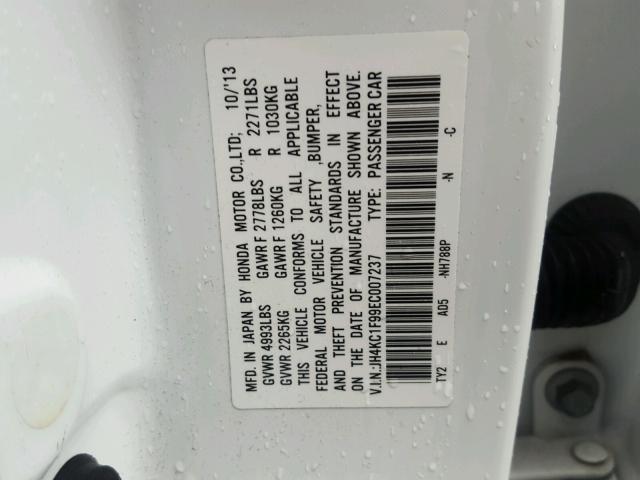 MFD. IN JAPAN BY HONDA MOTOR CO.,LTD; 10/'13
GVWR 4993LBS GAWR F 2778LBS R 2271LBS
GVWR 2265KG GAWR F 1260KG R 1030KG
THIS VEHICLE CONFORMS TO ALL APPLICABLE
FEDERAL MOTOR VEHICLE SAFETY ,BUMPER,
AND THEFT PREVENTION STANDARDS IN EFFECT
ON THE DATE OF MANUFACTURE SHOWN ABOVE.
V.I.N:JH4KC1F99EC007237 TYPE: PASSENGER CAR
TY2 E AD5 -NH788P -N -C